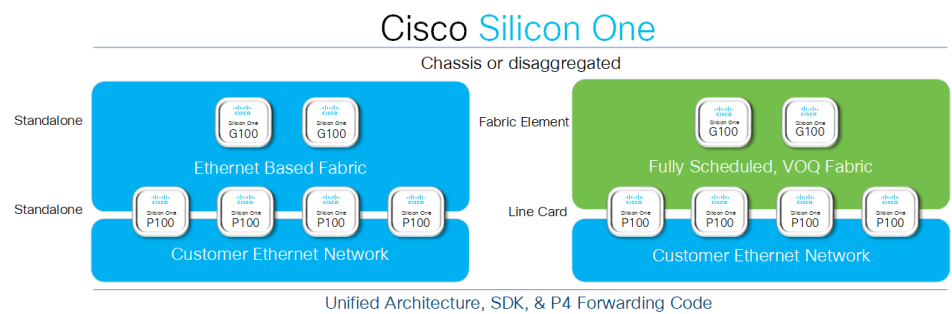 Cisco Silicon One
Chassis or disaggregated
Standalone
CISCO
Silicon One
G100
CISCO
Silicon One
G100
Ethernet Based Fabric
Standalone
CISCO
Silicon One
P100
CISCO
Silicon One
P100
CISCO
Silicon One
P100
CISCO
Silicon One
P100
Customer Ethernet Network
Fabric Element
CISCO
Silicon One
G100
CISCO
Silicon One
G100
Fully Scheduled, VOQ Fabric
Line Card
CISCO
Silicon One
P100
CISCO
Silicon One
P100
CISCO
Silicon One
P100
CISCO
Silicon One
P100
Customer Ethernet Network
Unified Architecture, SDK, & P4 Forwarding Code